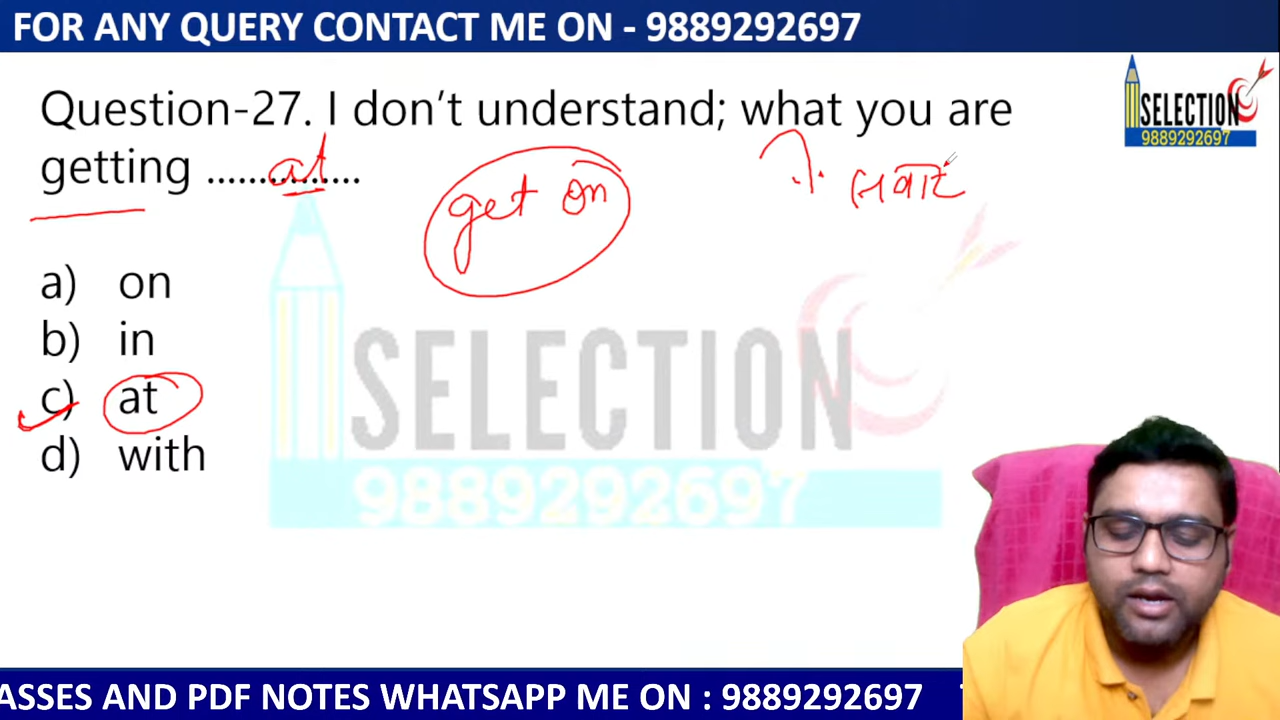 FOR ANY QUERY CONTACT ME ON - 9889292697
SELECTION
9889292697
Question-27. I don’t understand; what you are
getting ..........at.....
get on
सवार
a) on
b) in
c) at
d) with
SELECTION
9889292697
ASSES AND PDF NOTES WHATSAPP ME ON : 9889292697